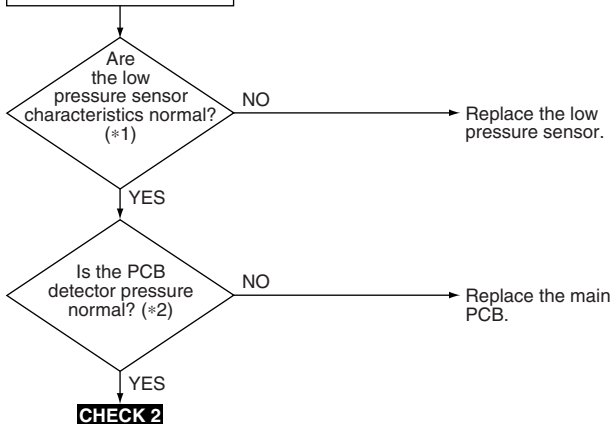 Are
the low
pressure sensor
characteristics normal?
(*1)
NO
Replace the low
pressure sensor.
YES
Is the PCB
detector pressure
normal? (*2)
NO
Replace the main
PCB.
YES
CHECK 2